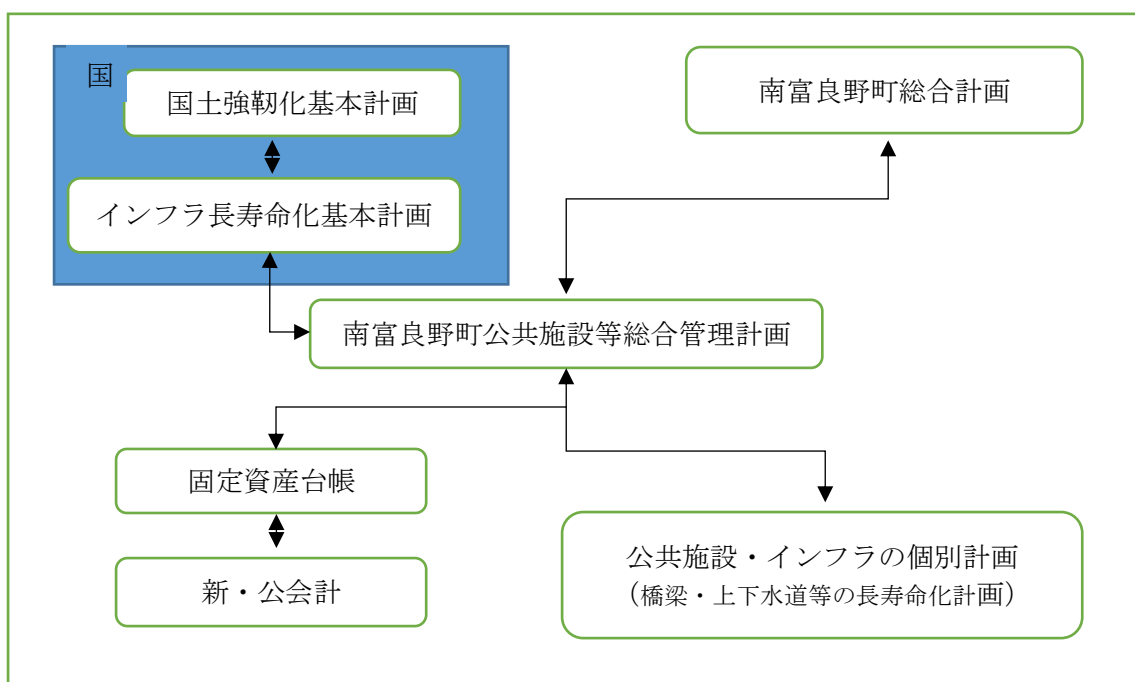 国
国土強靭化基本計画
南富良野町総合計画
インフラ長寿命化基本計画
南富良野町公共施設等総合管理計画
固定資産台帳
新・公会計
公共施設・インフラの個別計画
(橋梁・上下水道等の長寿命化計画)